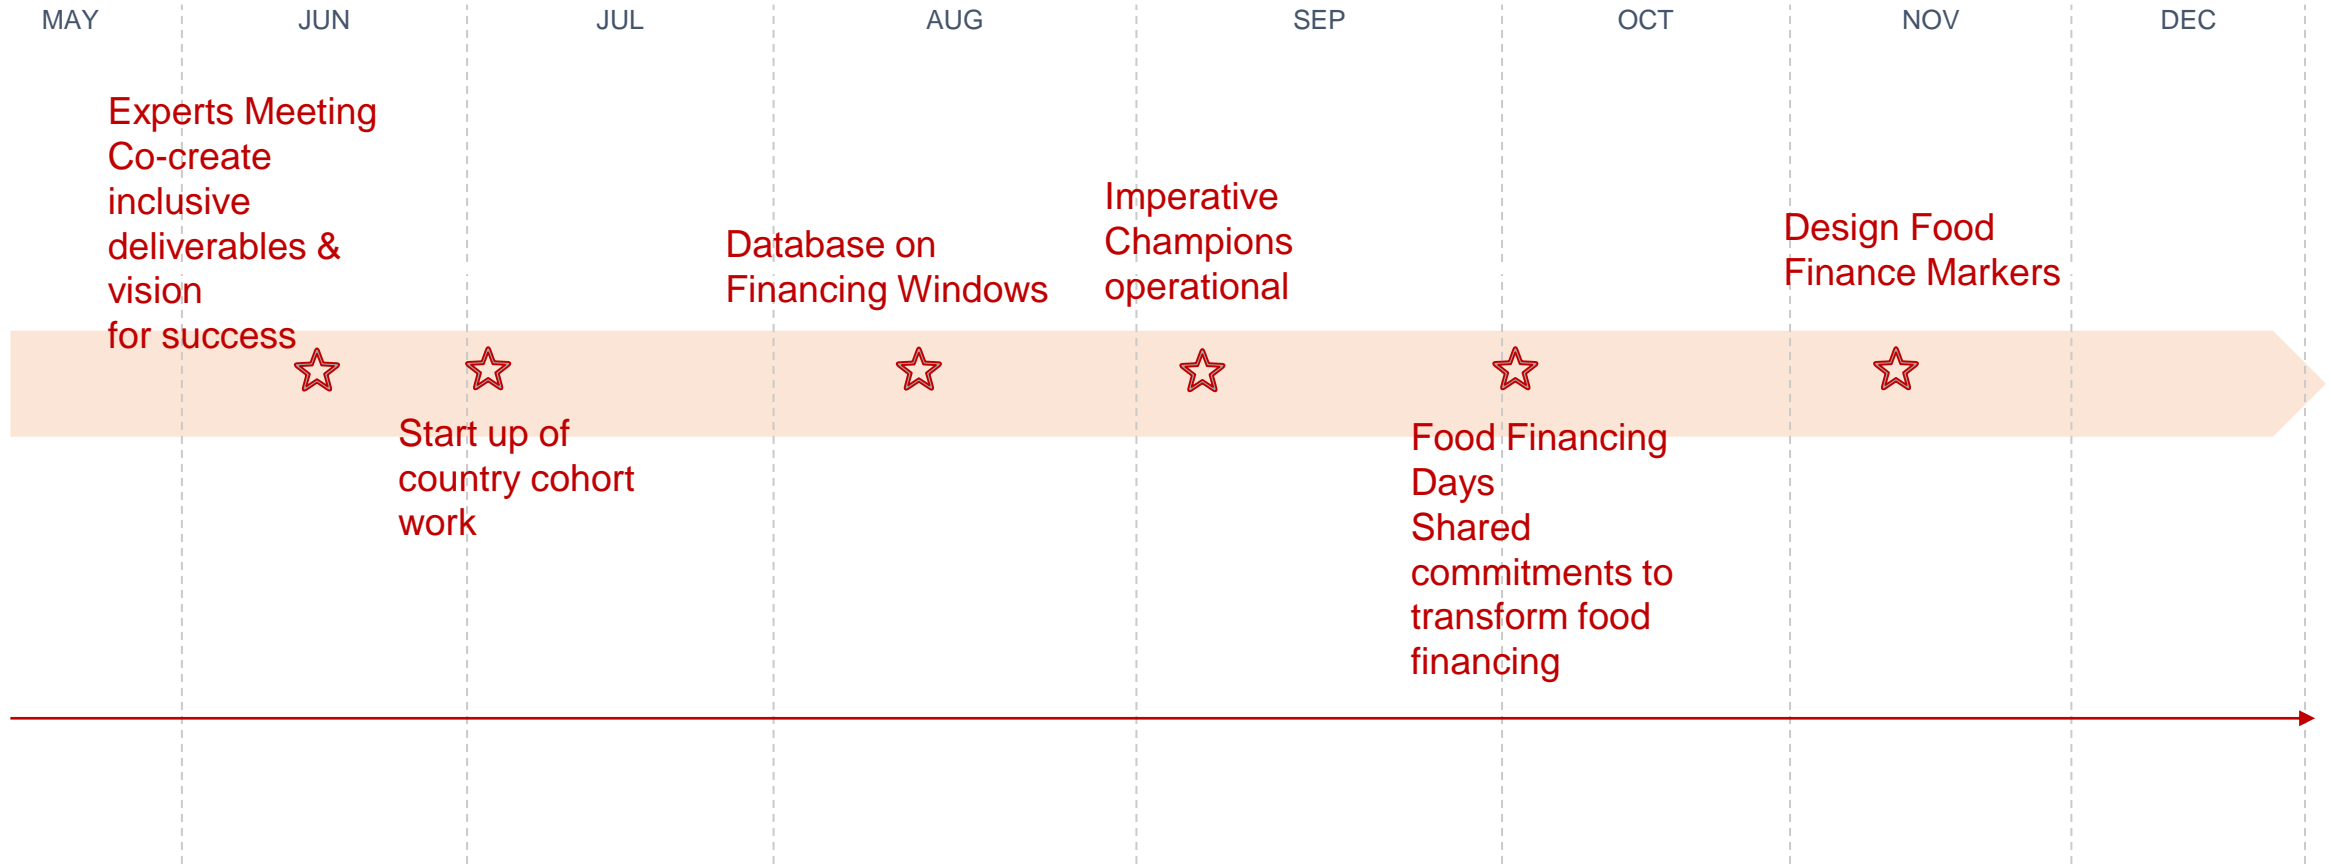 MAY JUN JUL AUG SEP OCT NOV DEC
Experts Meeting
Co-create
inclusive
deliverables &
vision
for success
Start up of
country cohort
work
Database on
Financing Windows
Imperative
Champions
operational
Food Financing
Days
Shared
commitments to
transform food
financing
Design Food
Finance Markers